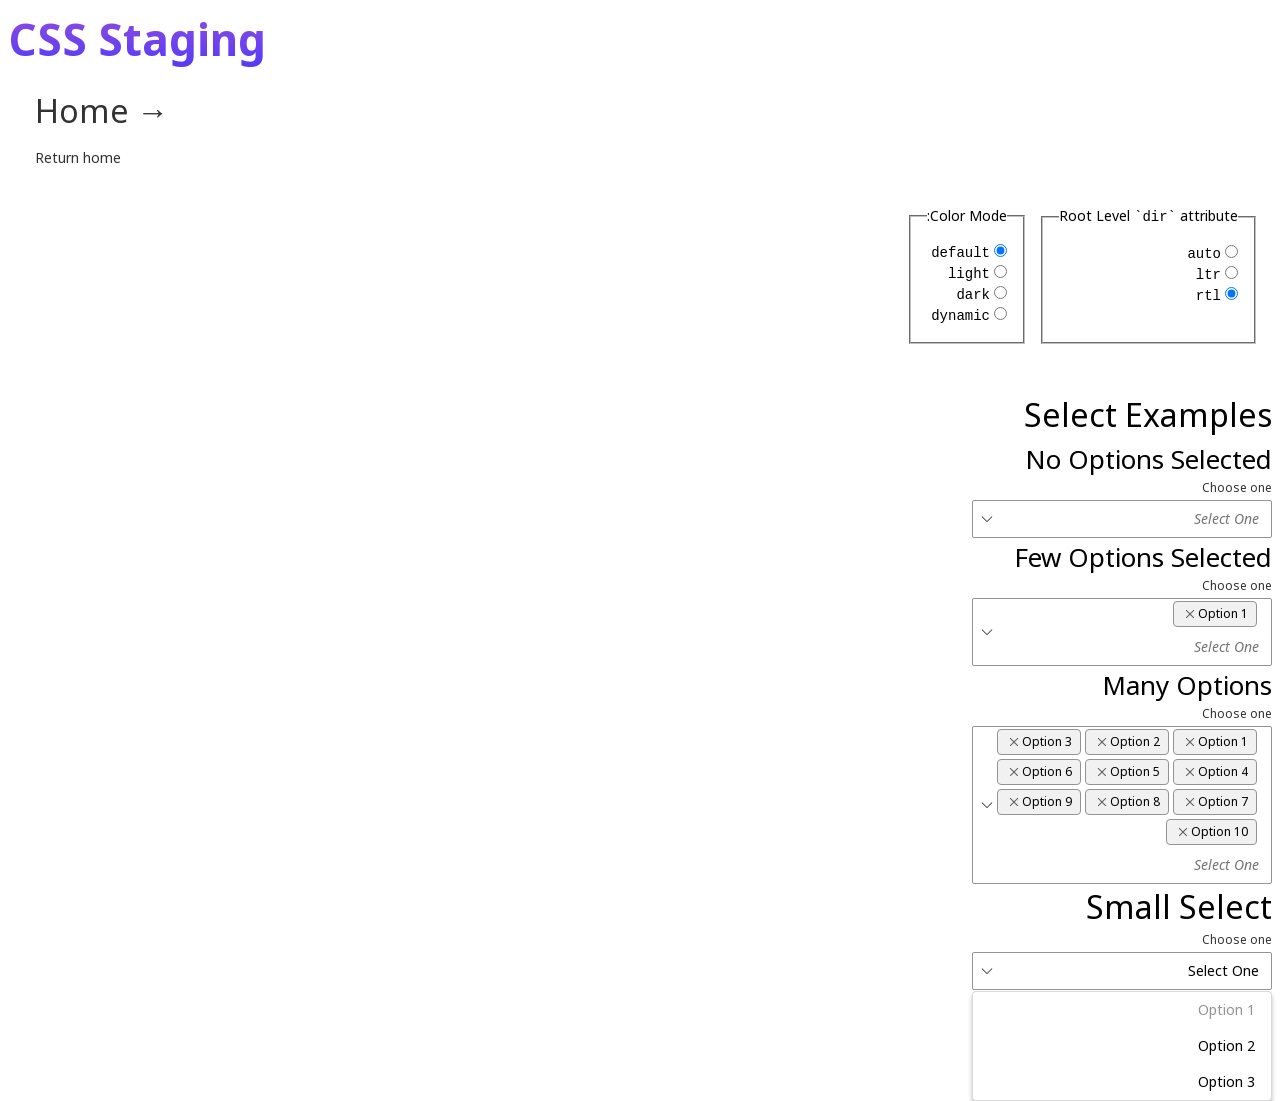 CSS Staging
Home →
Return home
Root Level `dir` attribute
auto
ltr
rtl
:Color Mode
default
light
dark
dynamic
Select Examples
No Options Selected
Choose one
Select One
Few Options Selected
Choose one
Option 1
Select One
Many Options
Choose one
Option 3 Option 2 Option 1
Option 6 Option 5 Option 4
Option 9 Option 8 Option 7
Option 10
Select One
Small Select
Choose one
Select One
Option 1
Option 2
Option 3